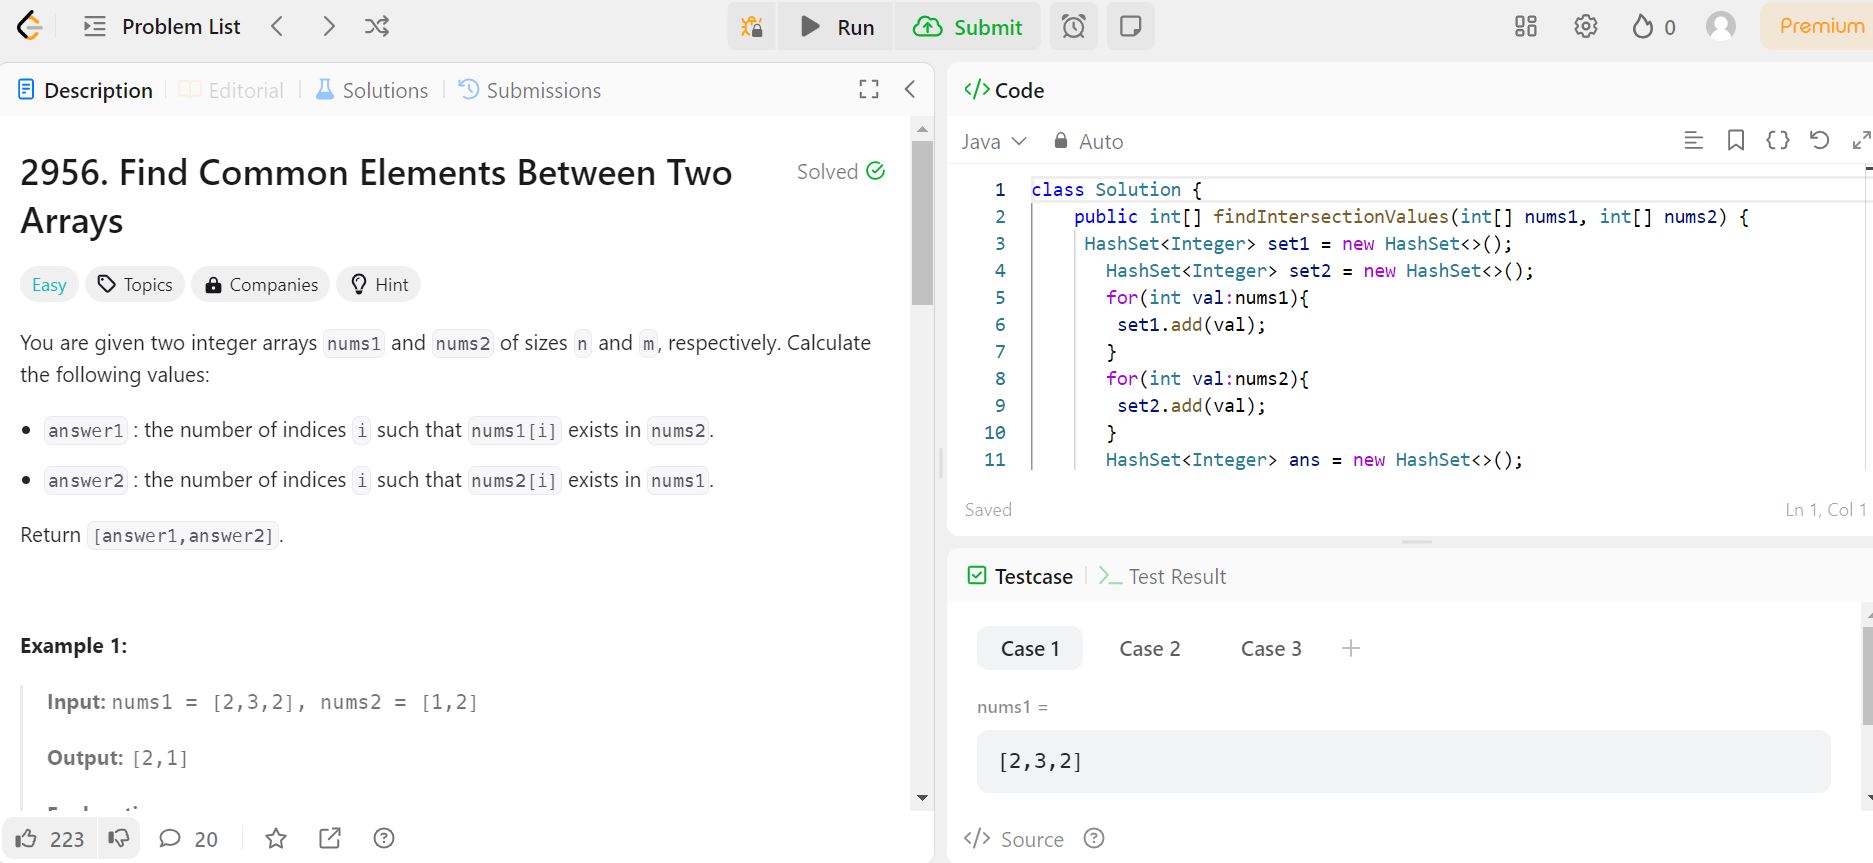 Problem List
Run
Submit
0
Premium
Description
Editorial
Solutions
Submissions
2956. Find Common Elements Between Two
Arrays
Solved
Easy
Topics
Companies
Hint
You are given two integer arrays nums1 and nums2 of sizes n and m, respectively. Calculate
the following values:
answer1 : the number of indices i such that nums1[i] exists in nums2.
answer2 : the number of indices i such that nums2[i] exists in nums1.
Return [answer1,answer2].
Example 1:
Input: nums1 = [2,3,2], nums2 = [1,2]
Output: [2,1]
223
20
</> Code
Java
Auto
1 class Solution {
2 public int[] findIntersectionValues(int[] nums1, int[] nums2) {
3 HashSet<Integer> set1 = new HashSet<>();
4 HashSet<Integer> set2 = new HashSet<>();
5 for(int val:nums1){
6 set1.add(val);
7 }
8 for(int val:nums2){
9 set2.add(val);
10 }
11 HashSet<Integer> ans = new HashSet<>();
Saved
Ln 1, Col 1
Testcase
Test Result
Case 1
Case 2
Case 3
nums1 =
[2,3,2]
</> Source